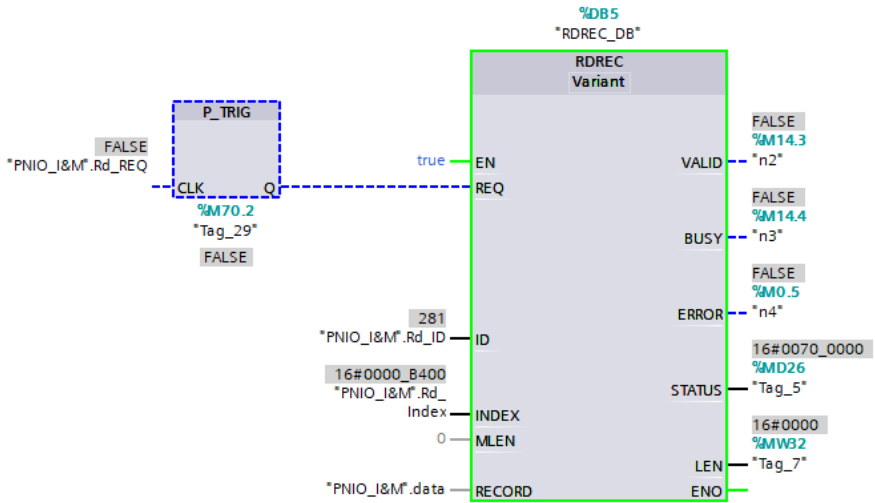 %DB5
"RDREC_DB"
RDREC
Variant
P_TRIG
FALSE
"PNIO_I&M".Rd_REQ
CLK
Q
%M70.2
"Tag_29"
FALSE
true
EN
REQ
281
"PNIO_I&M".Rd_ID
ID
16#0000_B400
"PNIO_I&M".Rd_
Index
INDEX
0
MLEN
"PNIO_I&M".data
RECORD
FALSE
%M14.3
VALID
"n2"
FALSE
%M14.4
BUSY
"n3"
FALSE
%M0.5
ERROR
"n4"
16#0070_0000
%MD26
STATUS
"Tag_5"
16#0000
%MW32
LEN
"Tag_7"
ENO